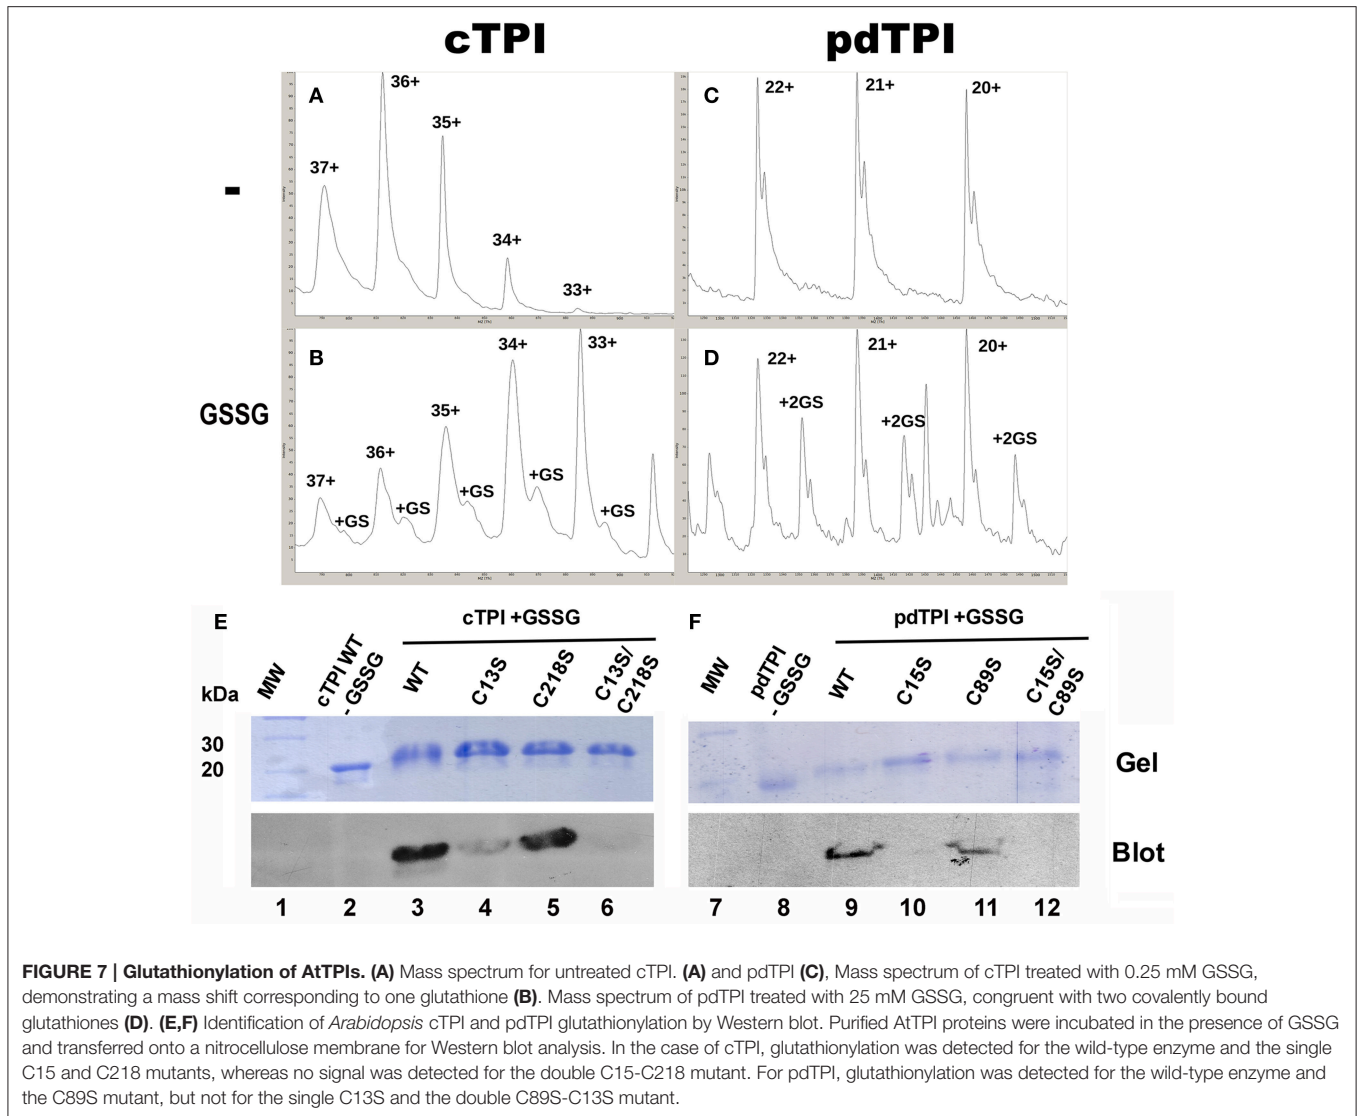 cTPI pdTPI
A
37+
36+
35+
34+
33+
C
22+
21+
20+
-
B
37+
+GS
36+
+GS
35+
+GS
34+
+GS
33+
+GS
D
22+
+2GS
21+
+2GS
20+
+2GS
GSSG
E
cTPI +GSSG
MW
cTPI WT
- GSSG
WT
C13S
C218S
C13S/
C218S
kDa
30
20
F
pdTPI +GSSG
MW
pdTPI
- GSSG
WT
C15S
C89S
C15S/
C89S
Gel
Blot
1 2 3 4 5 6 7 8 9 10 11 12
FIGURE 7 | Glutathionylation of AtTPIs. (A) Mass spectrum for untreated cTPI. (A) and pdTPI (C), Mass spectrum of cTPI treated with 0.25 mM GSSG,
demonstrating a mass shift corresponding to one glutathione (B). Mass spectrum of pdTPI treated with 25 mM GSSG, congruent with two covalently bound
glutathiones (D). (E,F) Identification of Arabidopsis cTPI and pdTPI glutathionylation by Western blot. Purified AtTPI proteins were incubated in the presence of GSSG
and transferred onto a nitrocellulose membrane for Western blot analysis. In the case of cTPI, glutathionylation was detected for the wild-type enzyme and the single
C15 and C218 mutants, whereas no signal was detected for the double C15-C218 mutant. For pdTPI, glutathionylation was detected for the wild-type enzyme and
the C89S mutant, but not for the single C13S and the double C89S-C13S mutant.